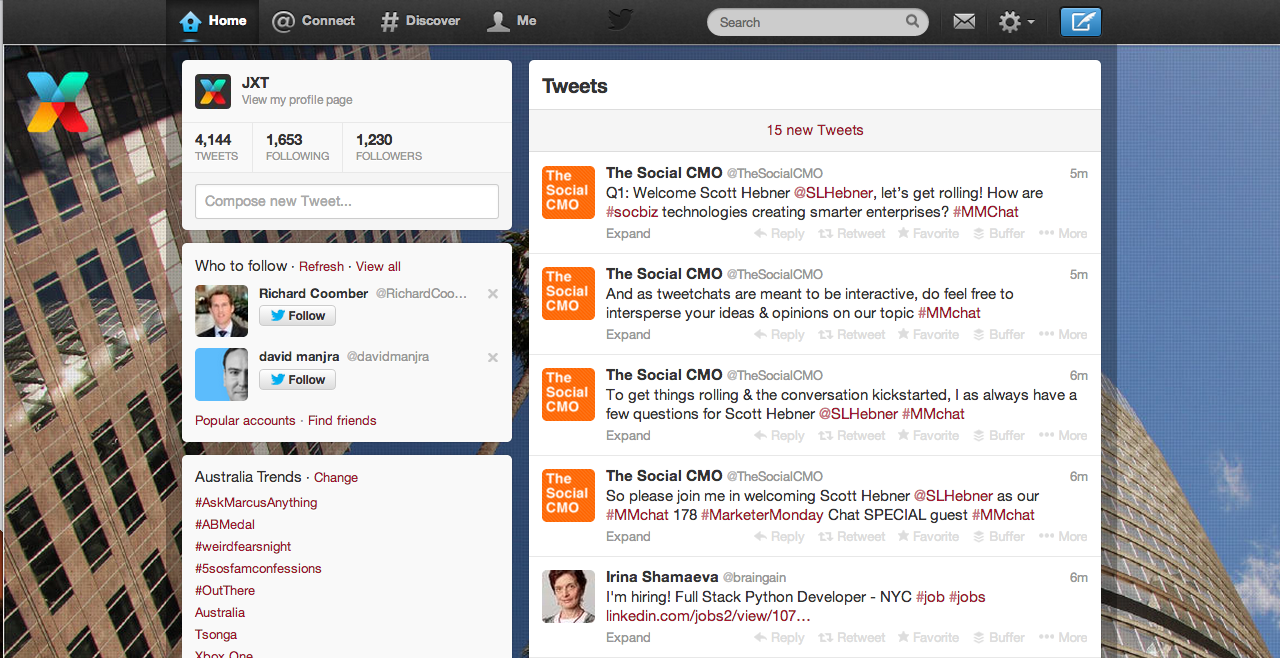 Home
Connect
Discover
Me
Search
JXT
View my profile page
4,144
TWEETS
1,653
FOLLOWING
1,230
FOLLOWERS
Compose new Tweet...
Who to follow · Refresh · View all
Richard Coomber @RichardCoo...
Follow
david manjra @davidmanjra
Follow
Popular accounts · Find friends
Australia Trends · Change
#AskMarcusAnything
#ABMedal
#weirdfearsnight
#5sosfamconfessions
#OutThere
Australia
Tsonga
Xbox One
Tweets
15 new Tweets
The Social CMO
The Social CMO @TheSocialCMO 5m
Q1: Welcome Scott Hebner @SLHebner, let's get rolling! How are
#socbiz technologies creating smarter enterprises? #MMChat
Expand Reply Retweet Favorite Buffer More
The Social CMO
The Social CMO @TheSocialCMO 5m
And as tweetchats are meant to be interactive, do feel free to
intersperse your ideas & opinions on our topic #MMchat
Expand Reply Retweet Favorite Buffer More
The Social CMO
The Social CMO @TheSocialCMO 6m
To get things rolling & the conversation kickstarted, I as always have a
few questions for Scott Hebner @SLHebner #MMchat
Expand Reply Retweet Favorite Buffer More
The Social CMO
The Social CMO @TheSocialCMO 6m
So please join me in welcoming Scott Hebner @SLHebner as our
#MMchat 178 #MarketerMonday Chat SPECIAL guest #MMchat
Expand Reply Retweet Favorite Buffer More
Irina Shamaeva @braingain 6m
I'm hiring! Full Stack Python Developer - NYC #job #jobs
linkedin.com/jobs2/view/107...
Expand Reply Retweet Favorite Buffer More